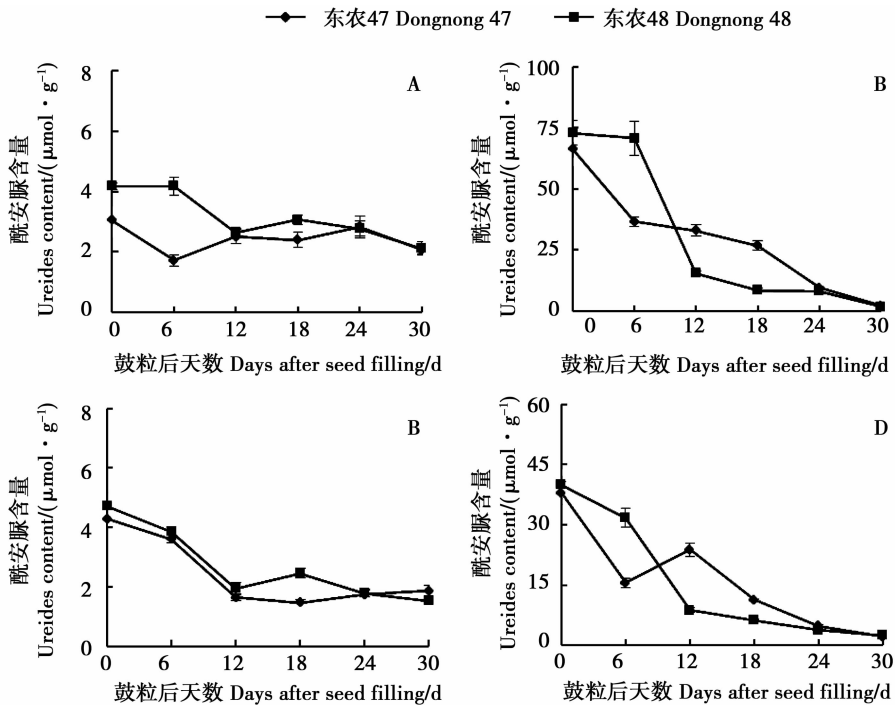 东农47 Dongnong 47 东农48 Dongnong 48
A
酰安脲含量
Ureides content/(μmol·g⁻¹)
8
6
4
2
0
0 6 12 18 24 30
鼓粒后天数 Days after seed filling/d
B
酰安脲含量
Ureides content/(μmol·g⁻¹)
100
75
50
25
0
0 6 12 18 24 30
鼓粒后天数 Days after seed filling/d
B
酰安脲含量
Ureides content/(μmol·g⁻¹)
8
6
4
2
0
0 6 12 18 24 30
鼓粒后天数 Days after seed filling/d
D
酰安脲含量
Ureides content/(μmol·g⁻¹)
60
45
30
15
0
0 6 12 18 24 30
鼓粒后天数 Days after seed filling/d